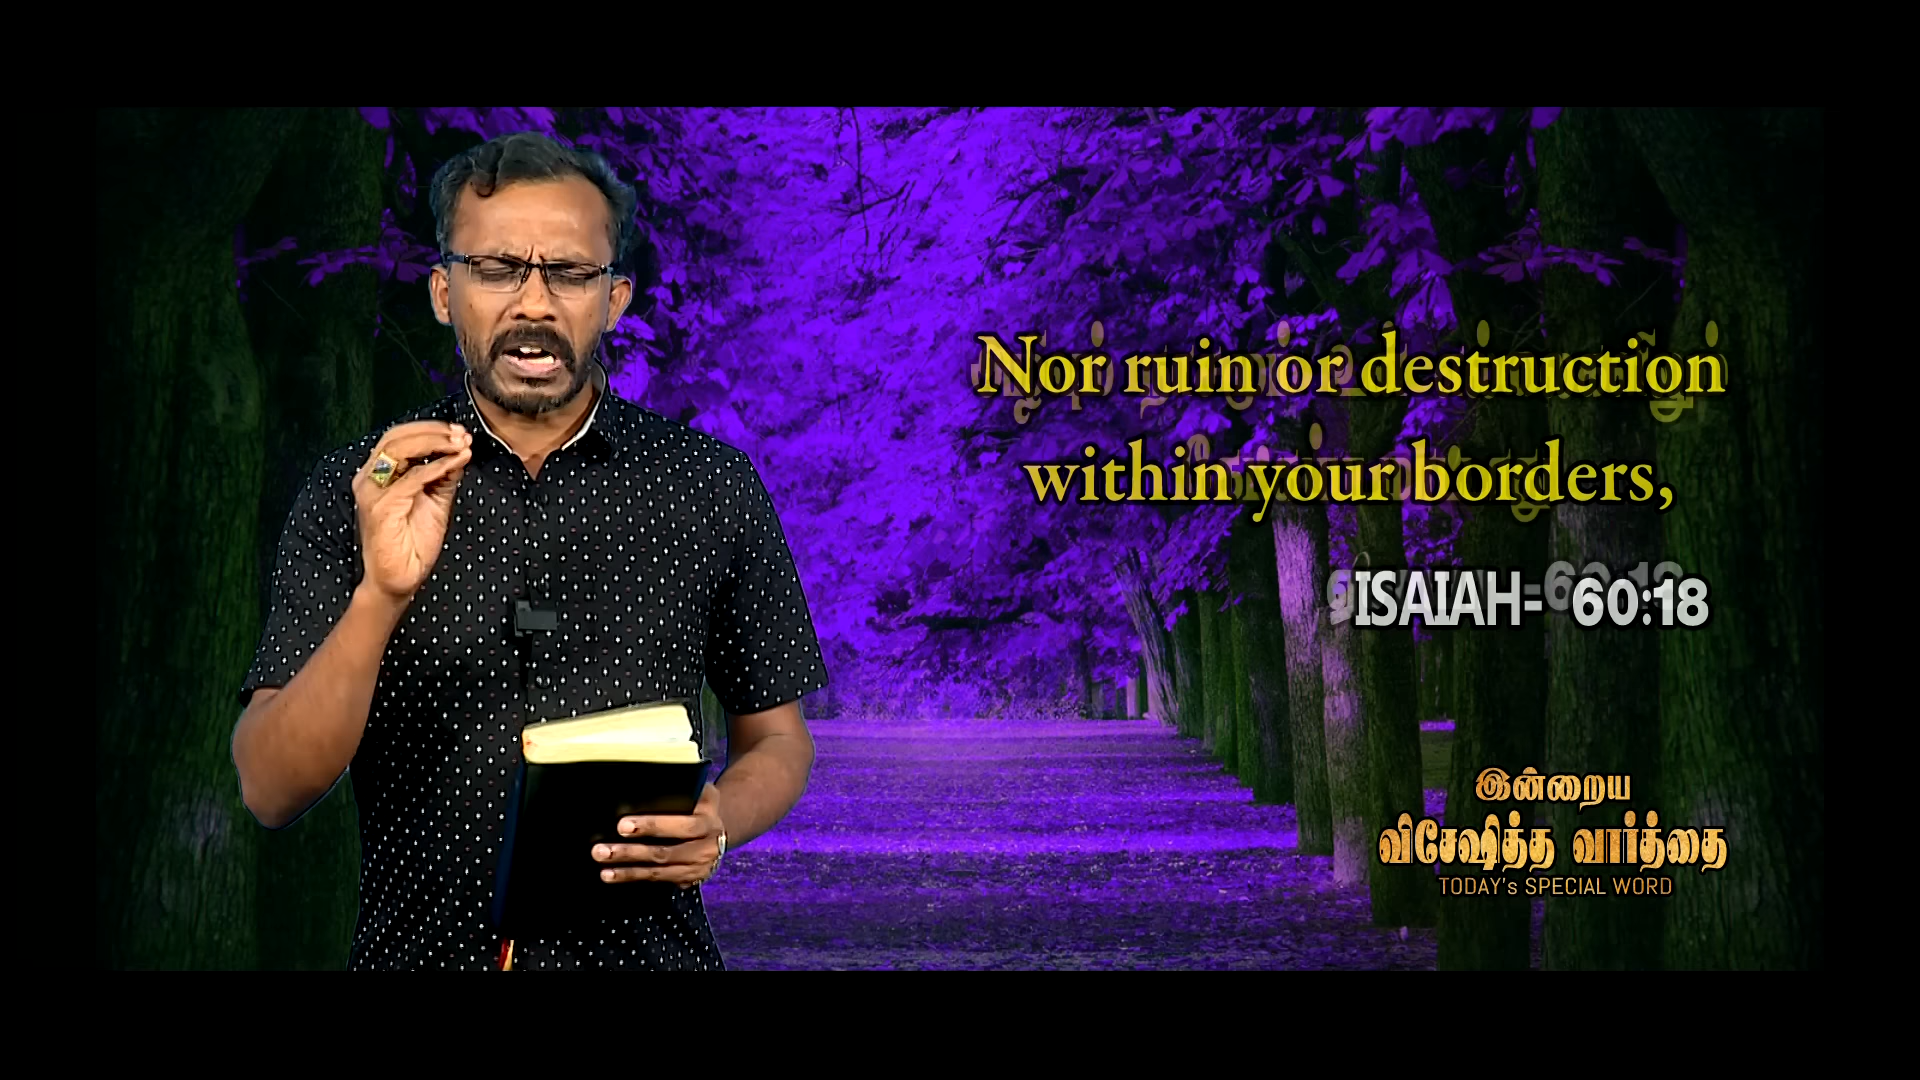 Nor ruin or destruction
within your borders,
ISAIAH- 60:18
இன்றைய
விசேஷித்த வார்த்தை
TODAY's SPECIAL WORD